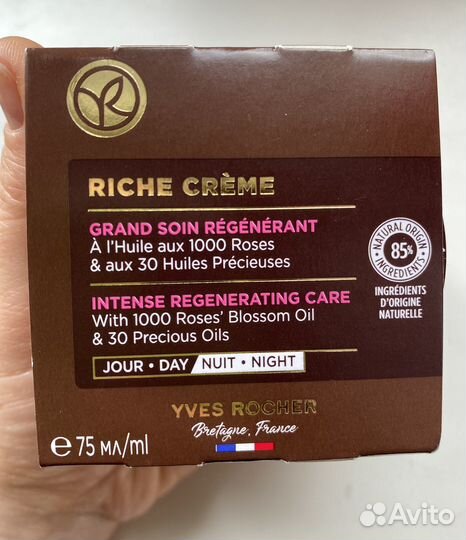 RICHE CRÈME
GRAND SOIN RÉGÉNÉRANT
À l'Huile aux 1000 Roses
& aux 30 Huiles Précieuses
INTENSE REGENERATING CARE
With 1000 Roses' Blossom Oil
& 30 Precious Oils
JOUR • DAY NUIT • NIGHT
NATURAL ORIGIN
85%
INGREDIENTS
INGRÉDIENTS
D'ORIGINE
NATURELLE
YVES ROCHER
Bretagne, France
℮ 75 мл/ml
Avito